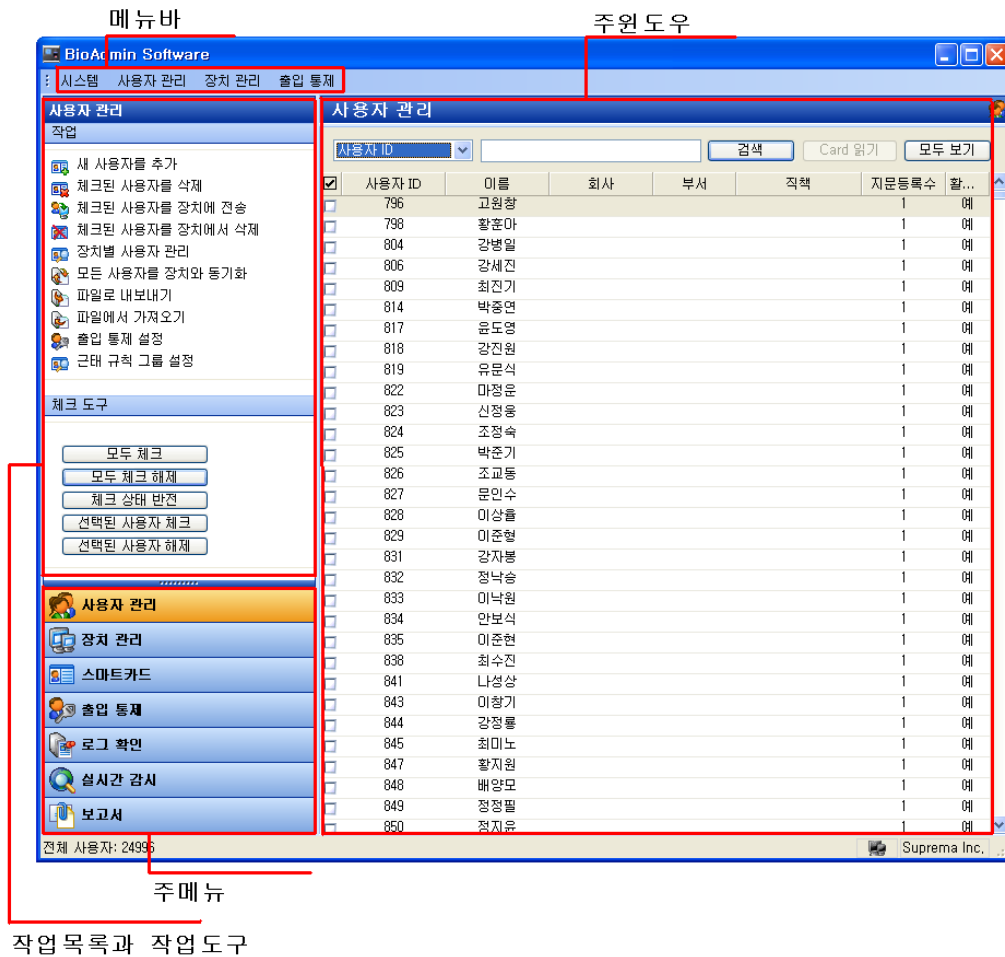 메뉴바
주윈도우
BioAdmin Software
시스템 사용자 관리 장치 관리 출입 통제
사용자 관리
작업
새 사용자를 추가
체크된 사용자를 삭제
체크된 사용자를 장치에 전송
체크된 사용자를 장치에서 삭제
장치별 사용자 관리
모든 사용자를 장치와 동기화
파일로 내보내기
파일에서 가져오기
출입 통제 설정
근태 규칙 그룹 설정
체크 도구
모두 체크
모두 체크 해제
체크 상태 반전
선택된 사용자 체크
선택된 사용자 해제
사용자 관리
장치 관리
스마트카드
출입 통제
로그 확인
실시간 감시
보고서
사용자 관리
사용자 ID 검색 Card 읽기 모두 보기
사용자 ID 이름 회사 부서 직책 지문등록수 활...
796 고원창 1 예
798 황훈아 1 예
804 강병일 1 예
806 강세진 1 예
809 최진기 1 예
814 박중연 1 예
817 윤도영 1 예
818 강진원 1 예
819 유문식 1 예
822 마정운 1 예
823 신정웅 1 예
824 조정숙 1 예
825 박준기 1 예
826 조교동 1 예
827 문인수 1 예
828 이상율 1 예
829 이준형 1 예
831 강자봉 1 예
832 정낙승 1 예
833 이낙원 1 예
834 안보식 1 예
835 이준현 1 예
838 최수진 1 예
841 나성상 1 예
843 이창기 1 예
844 강정룡 1 예
845 최미노 1 예
847 황지원 1 예
848 배양모 1 예
849 정정필 1 예
850 정지윤 1 예
전체 사용자: 24996
Suprema Inc.
주메뉴
작업목록과 작업도구